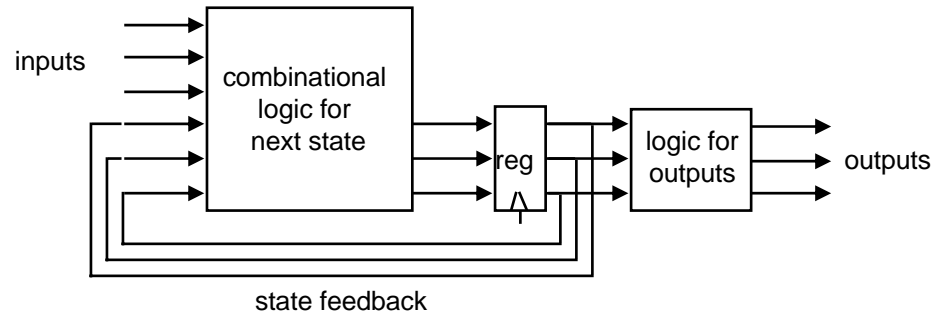 inputs
combinational
logic for
next state
reg
logic for
outputs
outputs
state feedback